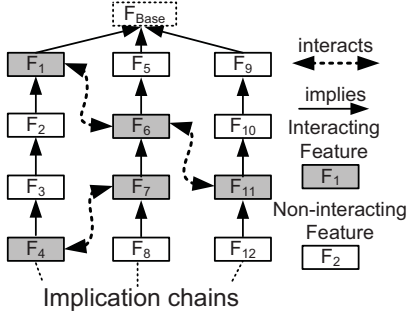 F_Base
F_1 F_5 F_9
F_2 F_6 F_10
F_3 F_7 F_11
F_4 F_8 F_12
Implication chains
interacts
implies
Interacting
Feature
F_1
Non-interacting
Feature
F_2